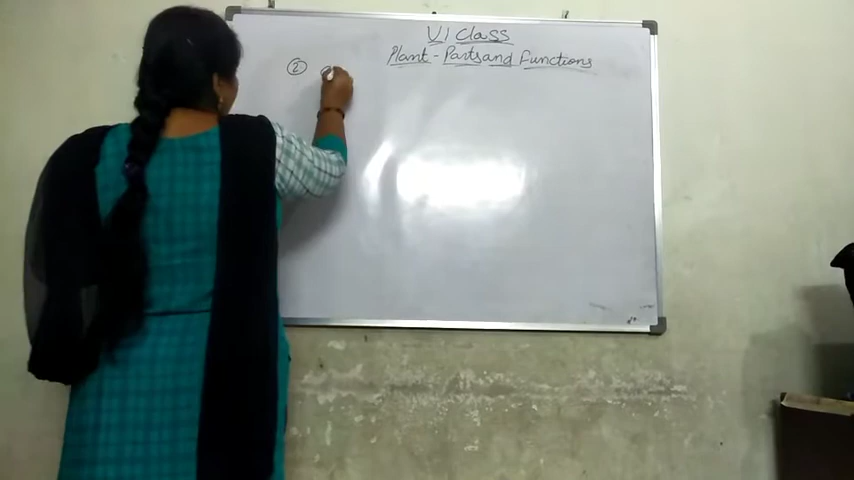 VI Class
Plant - Parts and Functions
②